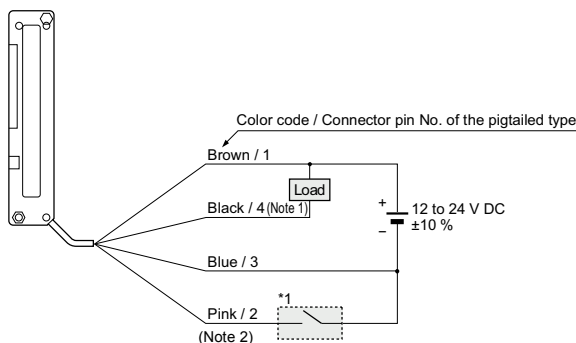 Color code / Connector pin No. of the pigtailed type
Brown / 1
Load
Black / 4 (Note 1)
+
12 to 24 V DC
±10 %
−
Blue / 3
*1
Pink / 2
(Note 2)